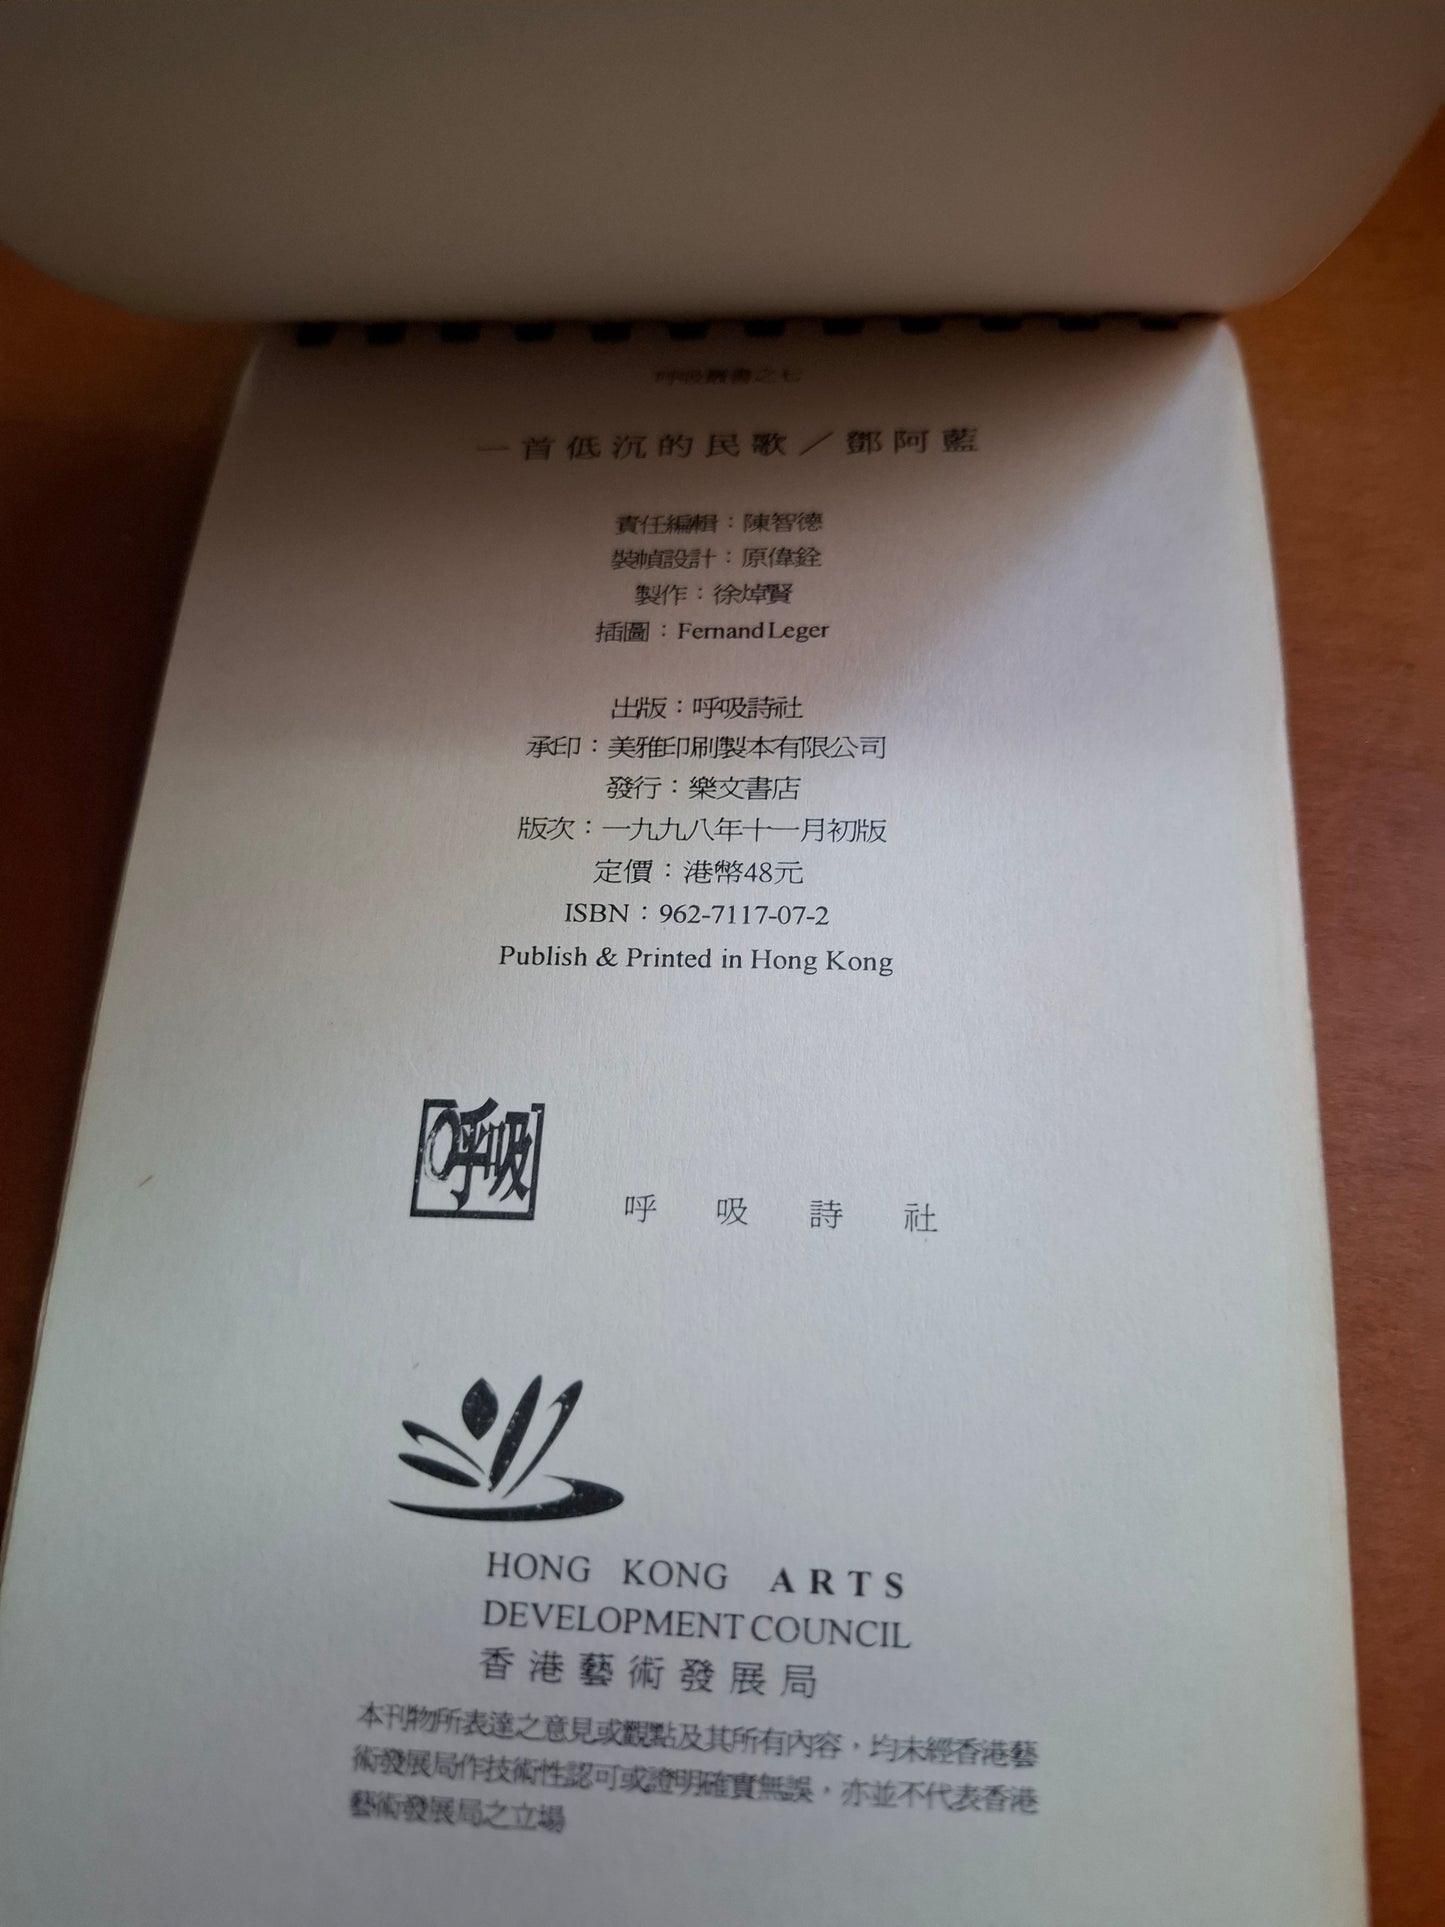 呼吸叢書之七
一首低沉的民歌／鄧阿藍
責任編輯：陳智德
裝幀設計：原偉銓
製作：徐焯賢
插圖：Fernand Leger
出版：呼吸詩社
承印：美雅印刷製本有限公司
發行：樂文書店
版次：一九九八年十一月初版
定價：港幣48元
ISBN：962-7117-07-2
Publish & Printed in Hong Kong
呼吸
呼吸詩社
HONG KONG ARTS
DEVELOPMENT COUNCIL
香港藝術發展局
本刊物所表達之意見或觀點及其所有內容，均未經香港藝
術發展局作技術性認可或證明確實無誤，亦並不代表香港
藝術發展局之立場